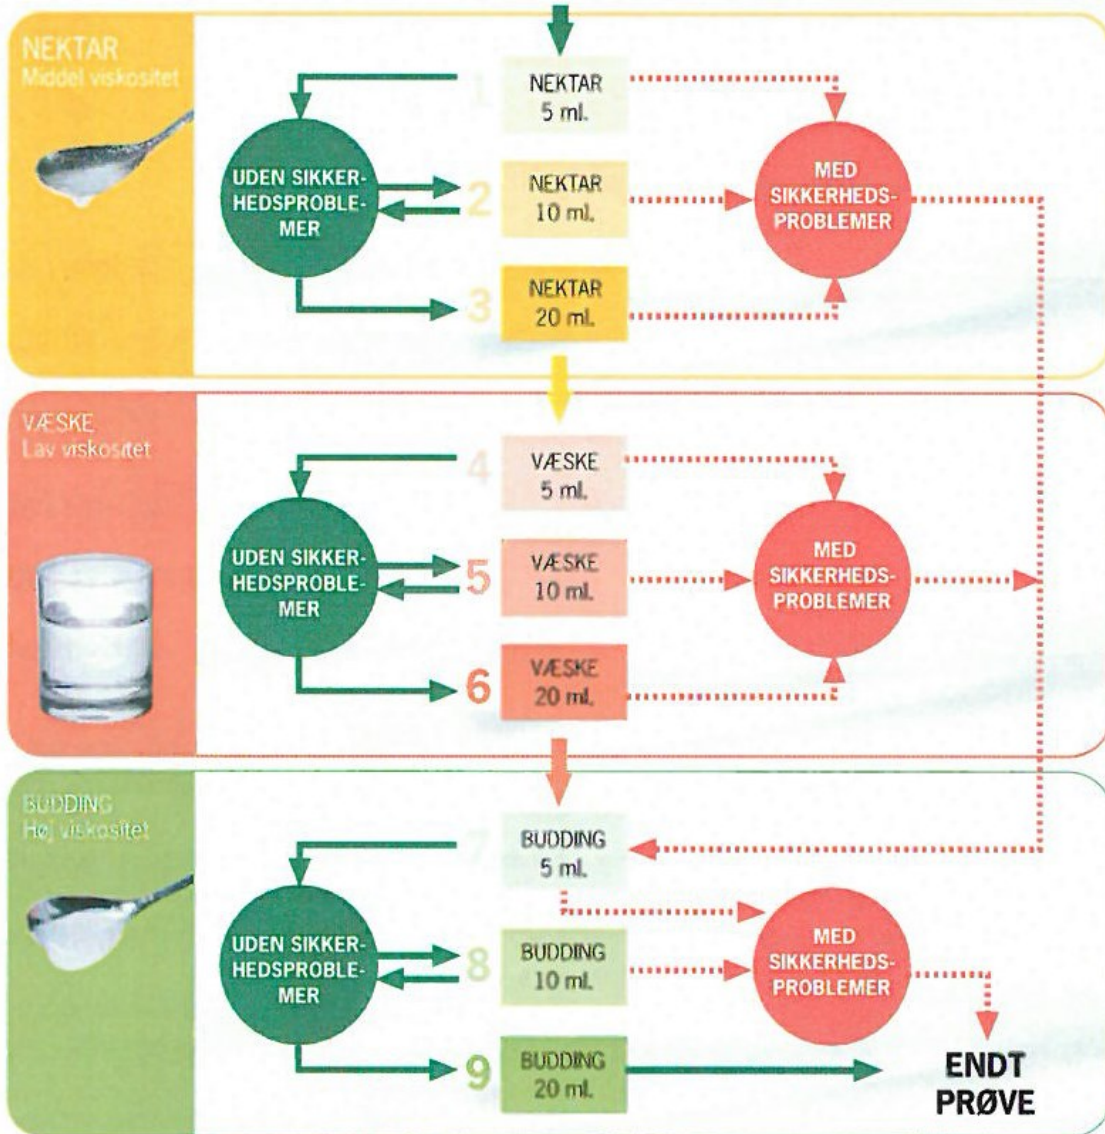 NEKTAR
Middel viskositet
1
NEKTAR
5 ml.
UDEN SIKKER-
HEDSPROBLE-
MER
2
NEKTAR
10 ml.
MED
SIKKERHEDS-
PROBLEMER
3
NEKTAR
20 ml.
VÆSKE
Lav viskositet
4
VÆSKE
5 ml.
UDEN SIKKER-
HEDSPROBLE-
MER
5
VÆSKE
10 ml.
MED
SIKKERHEDS-
PROBLEMER
6
VÆSKE
20 ml.
BUDDING
Høj viskositet
7
BUDDING
5 ml.
UDEN SIKKER-
HEDSPROBLE-
MER
8
BUDDING
10 ml.
MED
SIKKERHEDS-
PROBLEMER
9
BUDDING
20 ml.
ENDT
PRØVE